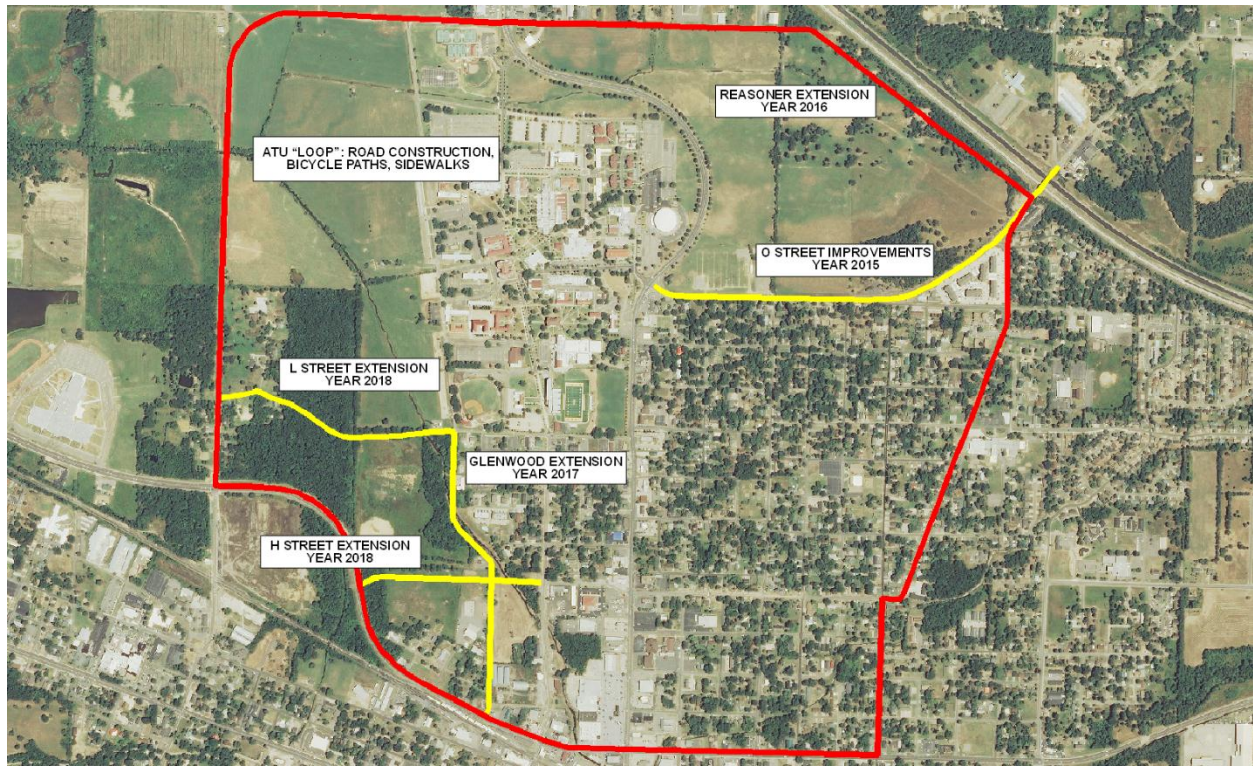 REASONER EXTENSION
YEAR 2016
ATU "LOOP": ROAD CONSTRUCTION,
BICYCLE PATHS, SIDEWALKS
O STREET IMPROVEMENTS
YEAR 2015
L STREET EXTENSION
YEAR 2018
GLENWOOD EXTENSION
YEAR 2017
H STREET EXTENSION
YEAR 2018